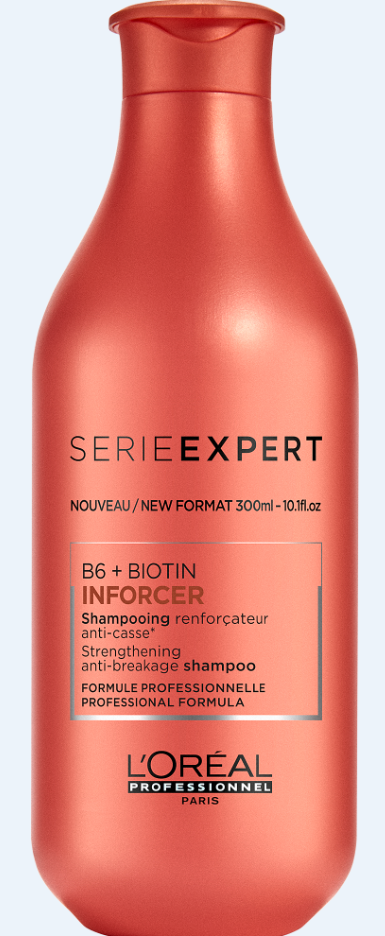 SERIEEXPERT
NOUVEAU / NEW FORMAT 300ml - 10.1fl.oz
B6 + BIOTIN
INFORCER
Shampooing renforçateur
anti-casse*
Strengthening
anti-breakage shampoo
FORMULE PROFESSIONNELLE
PROFESSIONAL FORMULA
L'ORÉAL
PROFESSIONNEL
PARIS